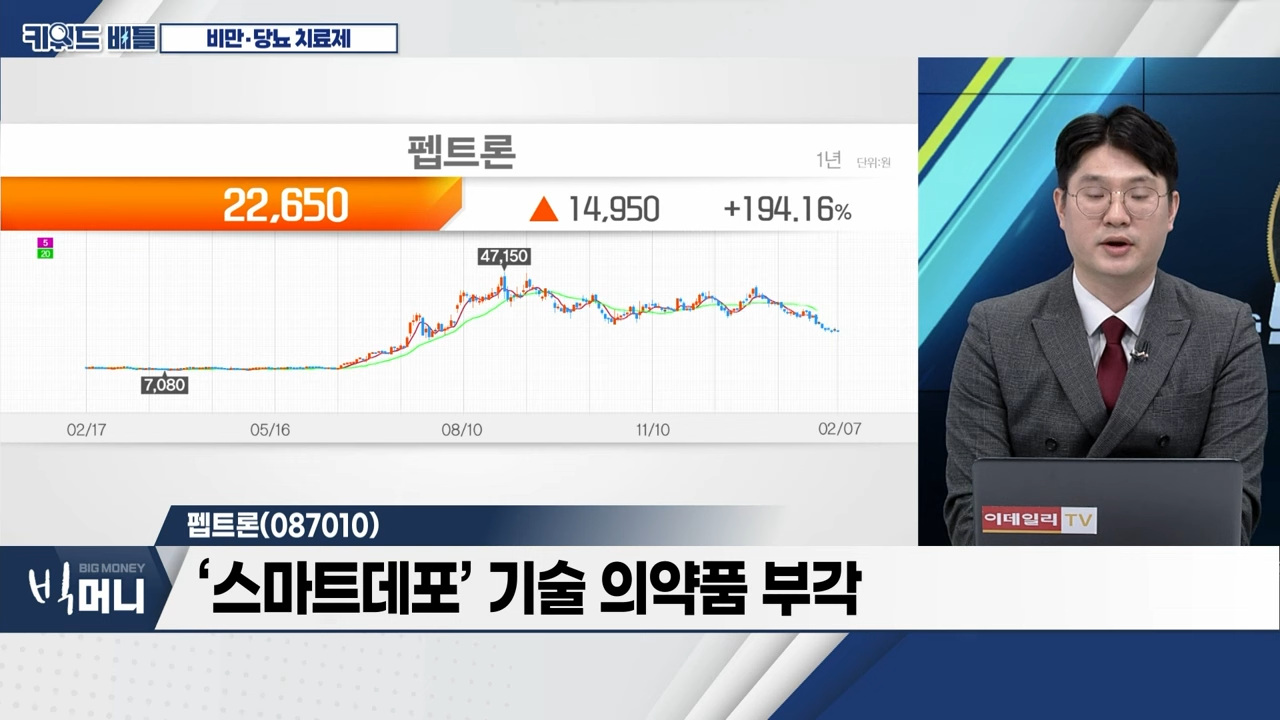 키워드 배틀
비만·당뇨 치료제
펩트론
1년 단위:원
22,650
▲ 14,950
+194.16%
5
20
47,150
7,080
02/17
05/16
08/10
11/10
02/07
이데일리TV
펩트론(087010)
BIG MONEY
빅머니
‘스마트데포’ 기술 의약품 부각